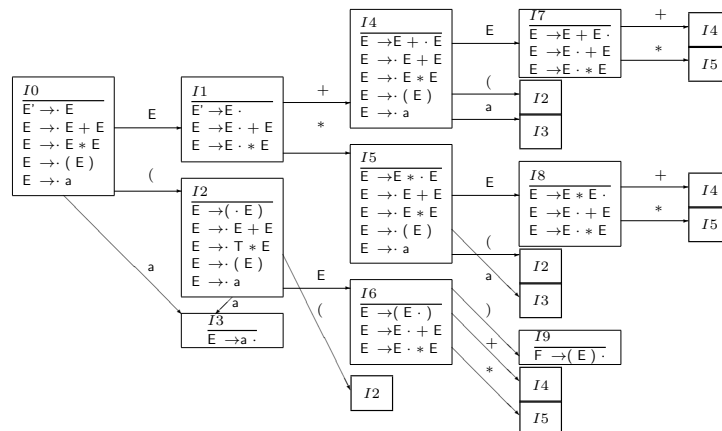 I0
E' → · E
E → · E + E
E → · E * E
E → · ( E )
E → · a
E
(
a
I1
E' → E ·
E → E · + E
E → E · * E
+
*
I2
E → ( · E )
E → · E + E
E → · T * E
E → · ( E )
E → · a
a
E
(
I3
E → a ·
I4
E → E + · E
E → · E + E
E → · E * E
E → · ( E )
E → · a
E
(
a
I2
I3
I5
E → E * · E
E → · E + E
E → · E * E
E → · ( E )
E → · a
E
(
a
I2
I3
I6
E → ( E · )
E → E · + E
E → E · * E
)
+
*
I2
I7
E → E + E ·
E → E · + E
E → E · * E
+
*
I4
I5
I8
E → E * E ·
E → E · + E
E → E · * E
+
*
I4
I5
I9
F → ( E ) ·
I4
I5